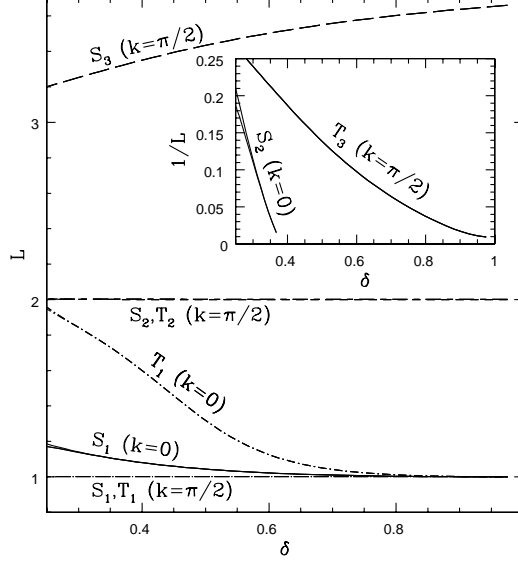 S₃ (k=π/2)
0.25
0.2
0.15
0.1
0.05
0
1/L
T₃ (k=π/2)
S₂ (k=0)
0.4
0.6
0.8
1
δ
3
L
2
S₂,T₂ (k=π/2)
T₁ (k=0)
S₁ (k=0)
1
S₁,T₁ (k=π/2)
0.4
0.6
0.8
δ